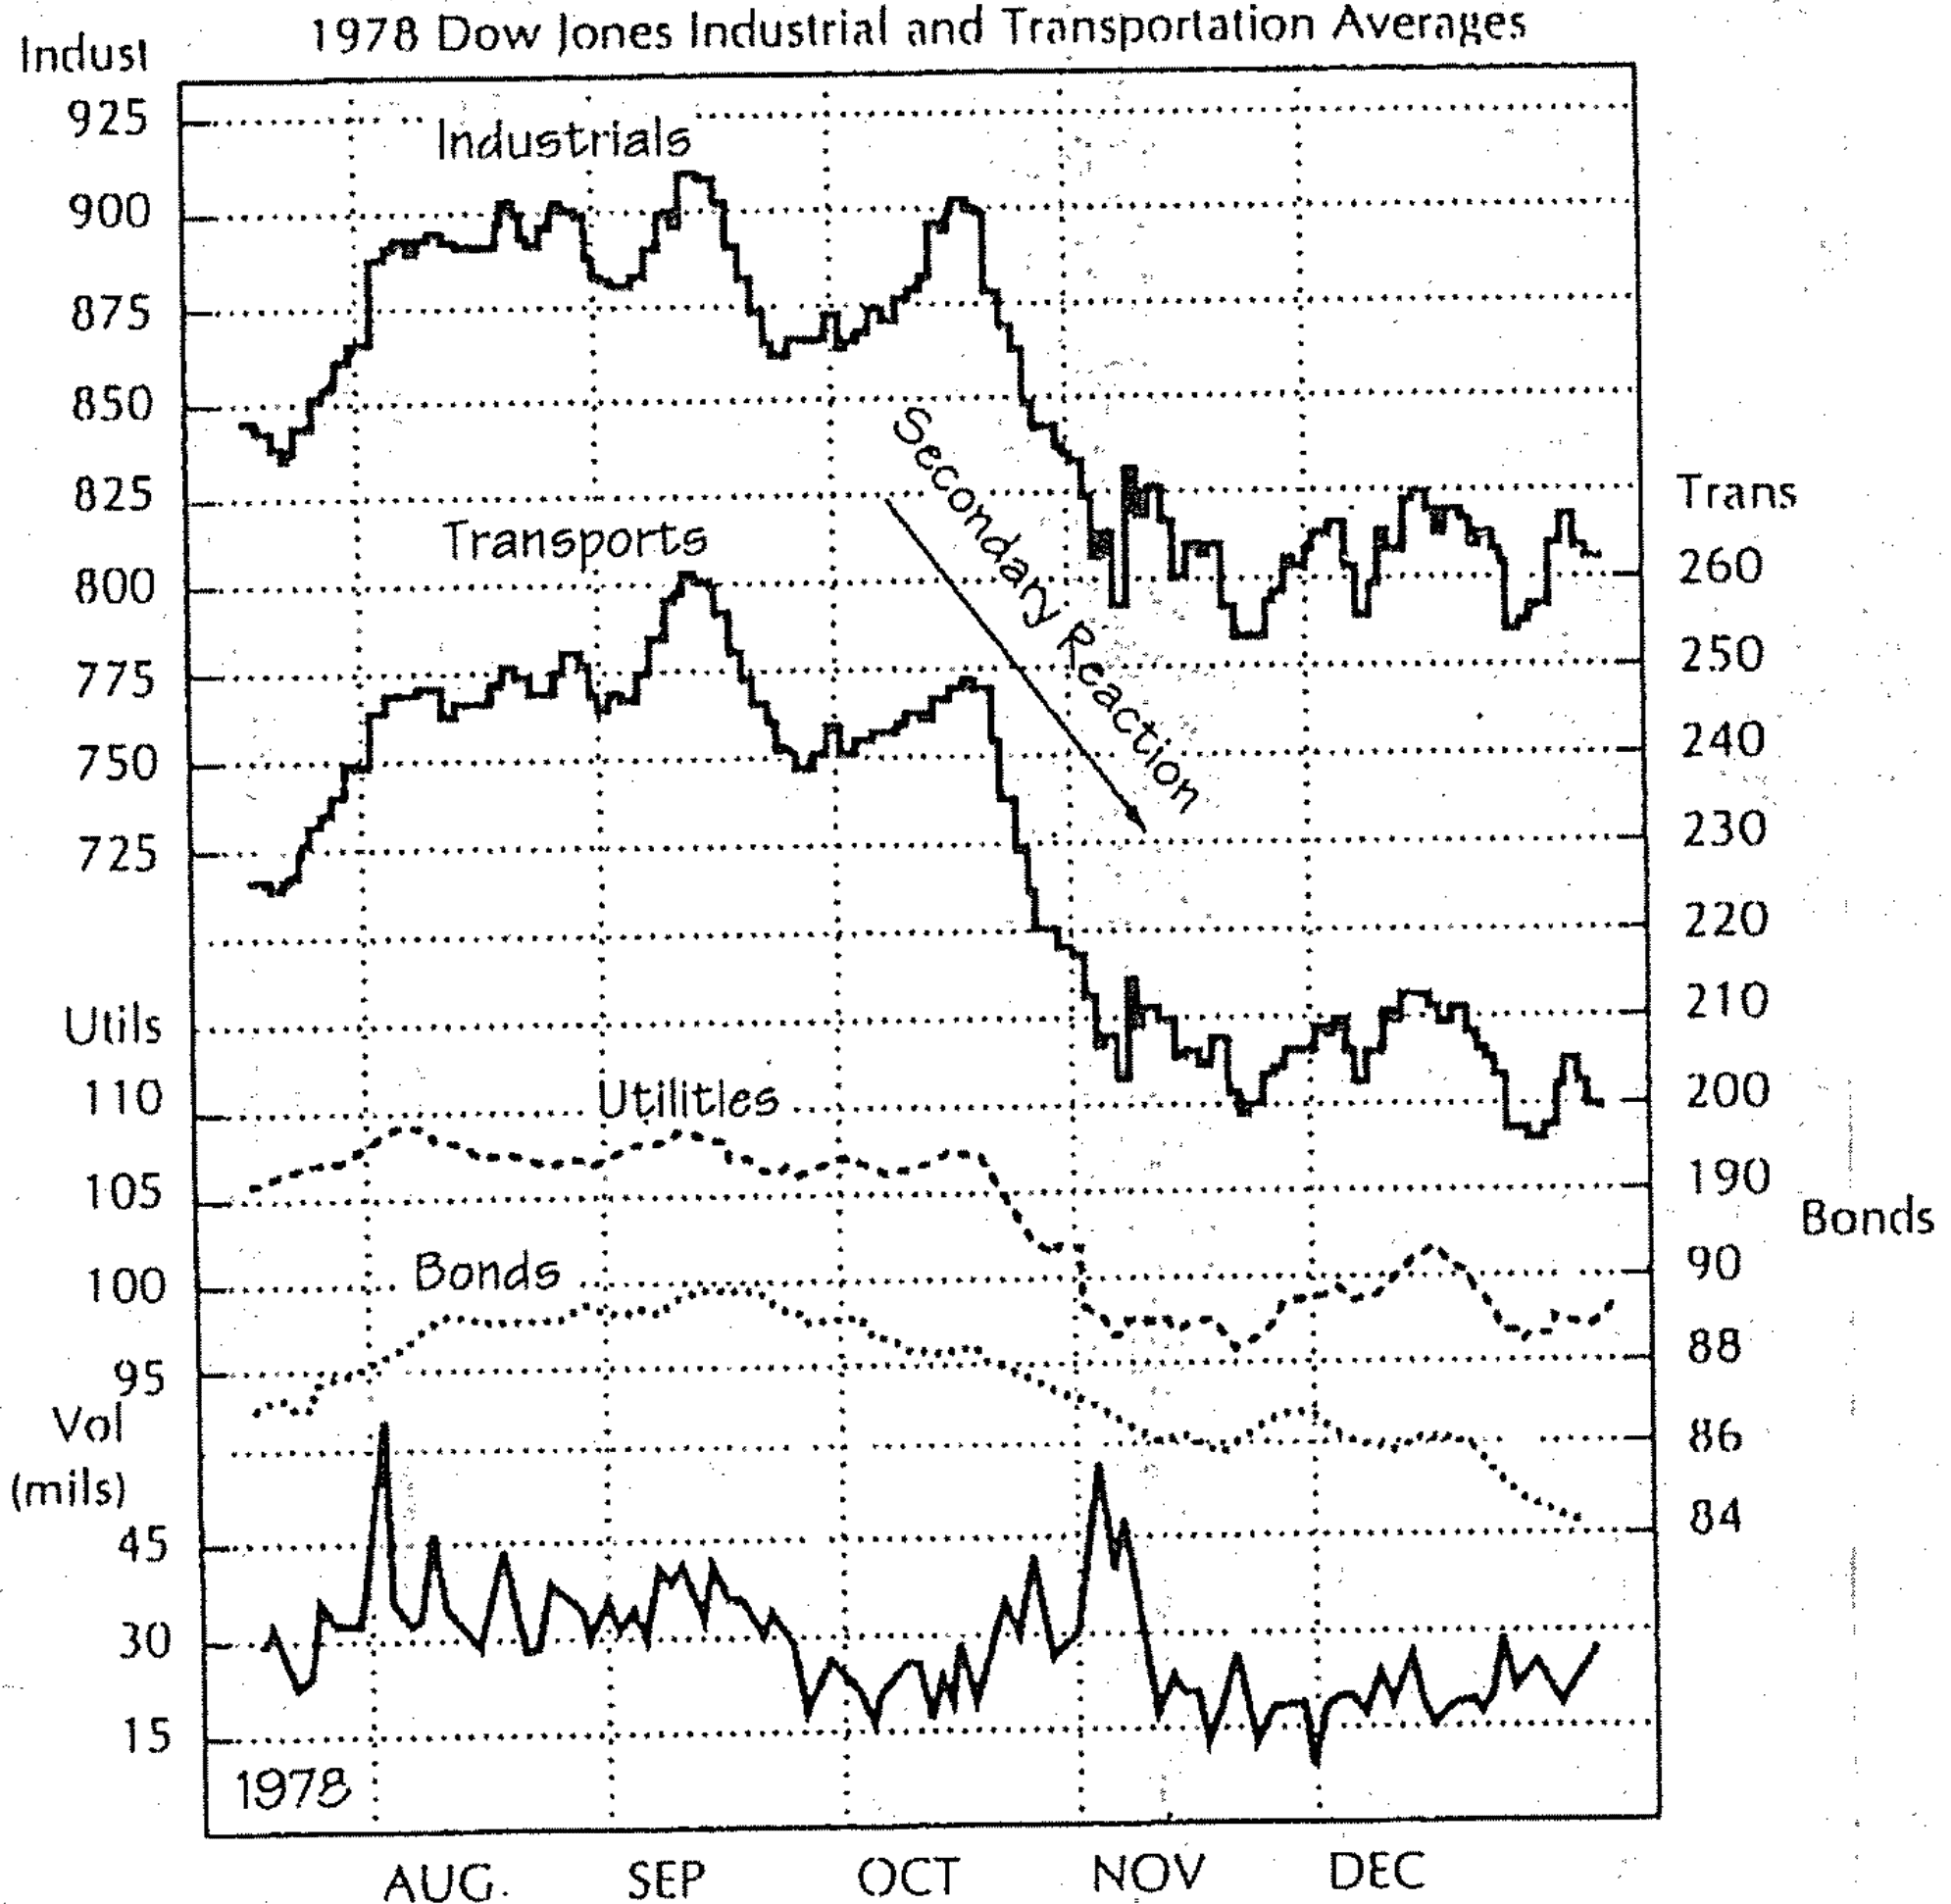 1978 Dow Jones Industrial and Transportation Averages
Indust
925
Industrials
900
875
850
Secondary Reaction
825
Trans
Transports
800
260
775
250
750
240
725
230
220
Utils
210
110
Utilities
200
105
190
Bonds
100
Bonds
90
95
88
Vol
(mils)
86
45
84
30
15
1978
AUG. SEP OCT NOV DEC